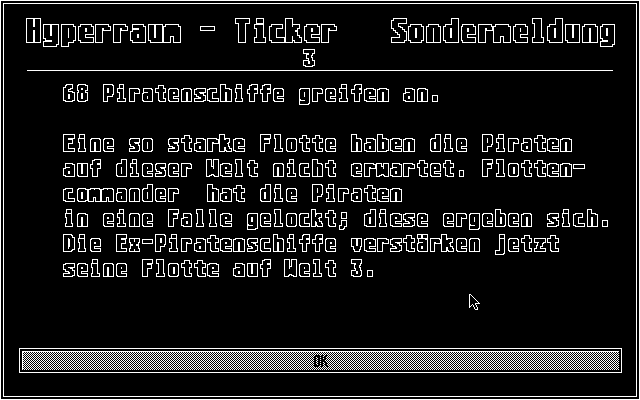 Hyperraum - Ticker Sondermeldung
3
68 Piratenschiffe greifen an.
Eine so starke Flotte haben die Piraten
auf dieser Welt nicht erwartet. Flotten-
commander hat die Piraten
in eine Falle gelockt; diese ergeben sich.
Die Ex-Piratenschiffe verstärken jetzt
seine Flotte auf Welt 3.
OK